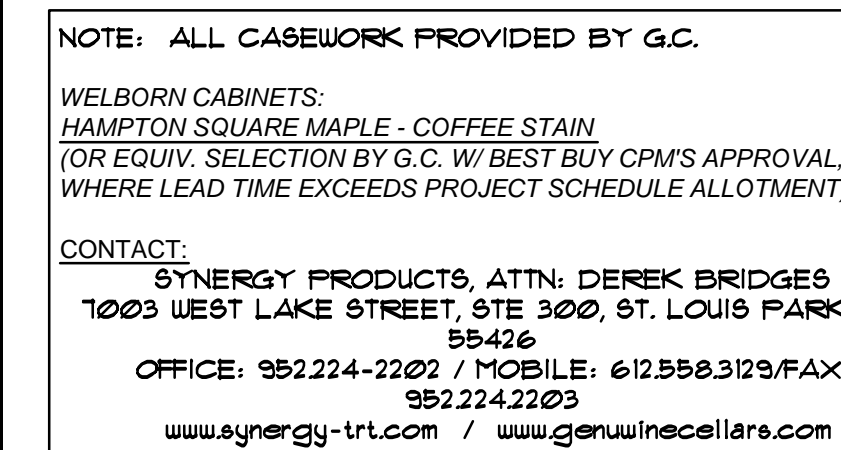 NOTE: ALL CASEWORK PROVIDED BY G.C.
WELBORN CABINETS:
HAMPTON SQUARE MAPLE - COFFEE STAIN
(OR EQUIV. SELECTION BY G.C. W/ BEST BUY CPM'S APPROVAL,
WHERE LEAD TIME EXCEEDS PROJECT SCHEDULE ALLOTMENT)
CONTACT:
SYNERGY PRODUCTS, ATTN: DEREK BRIDGES
7003 WEST LAKE STREET, STE 300, ST. LOUIS PARK
55426
OFFICE: 952.224-2202 / MOBILE: 612.558.3129/FAX
952.224.2203
www.synergy-trt.com / www.genuwinecellars.com